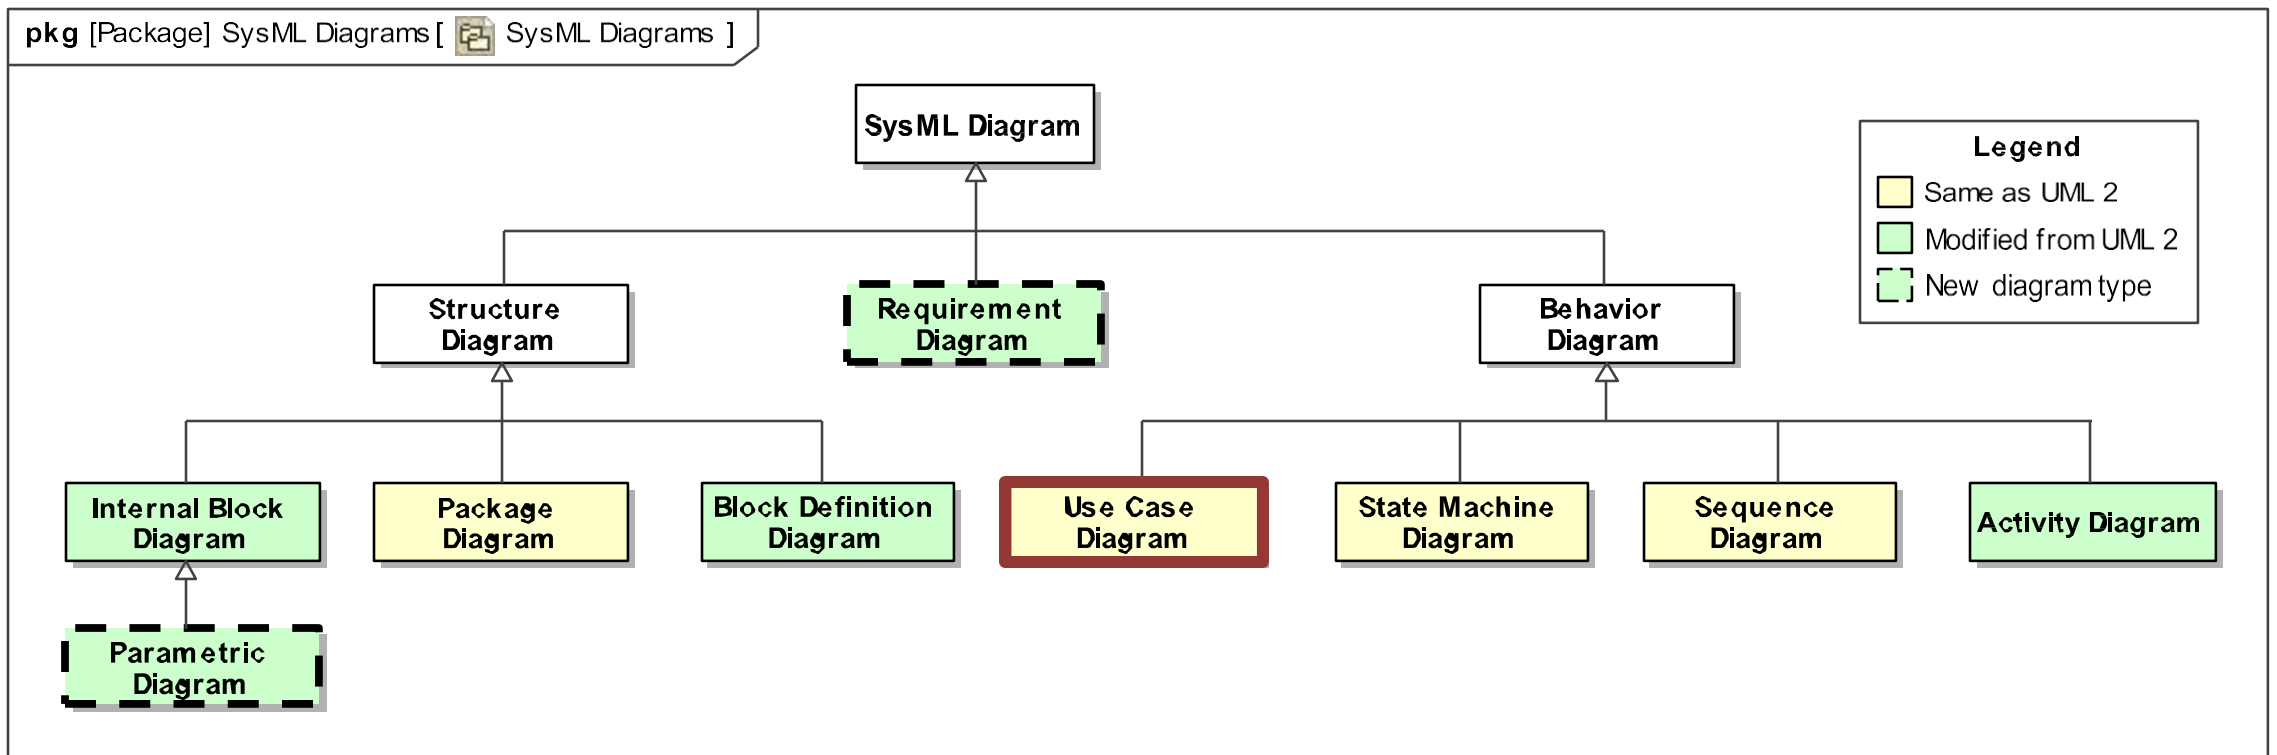 pkg [Package] SysML Diagrams [ SysML Diagrams ]
SysML Diagram
Legend
Same as UML 2
Modified from UML 2
New diagram type
Structure
Diagram
Requirement
Diagram
Behavior
Diagram
Internal Block
Diagram
Package
Diagram
Block Definition
Diagram
Use Case
Diagram
State Machine
Diagram
Sequence
Diagram
Activity Diagram
Parametric
Diagram